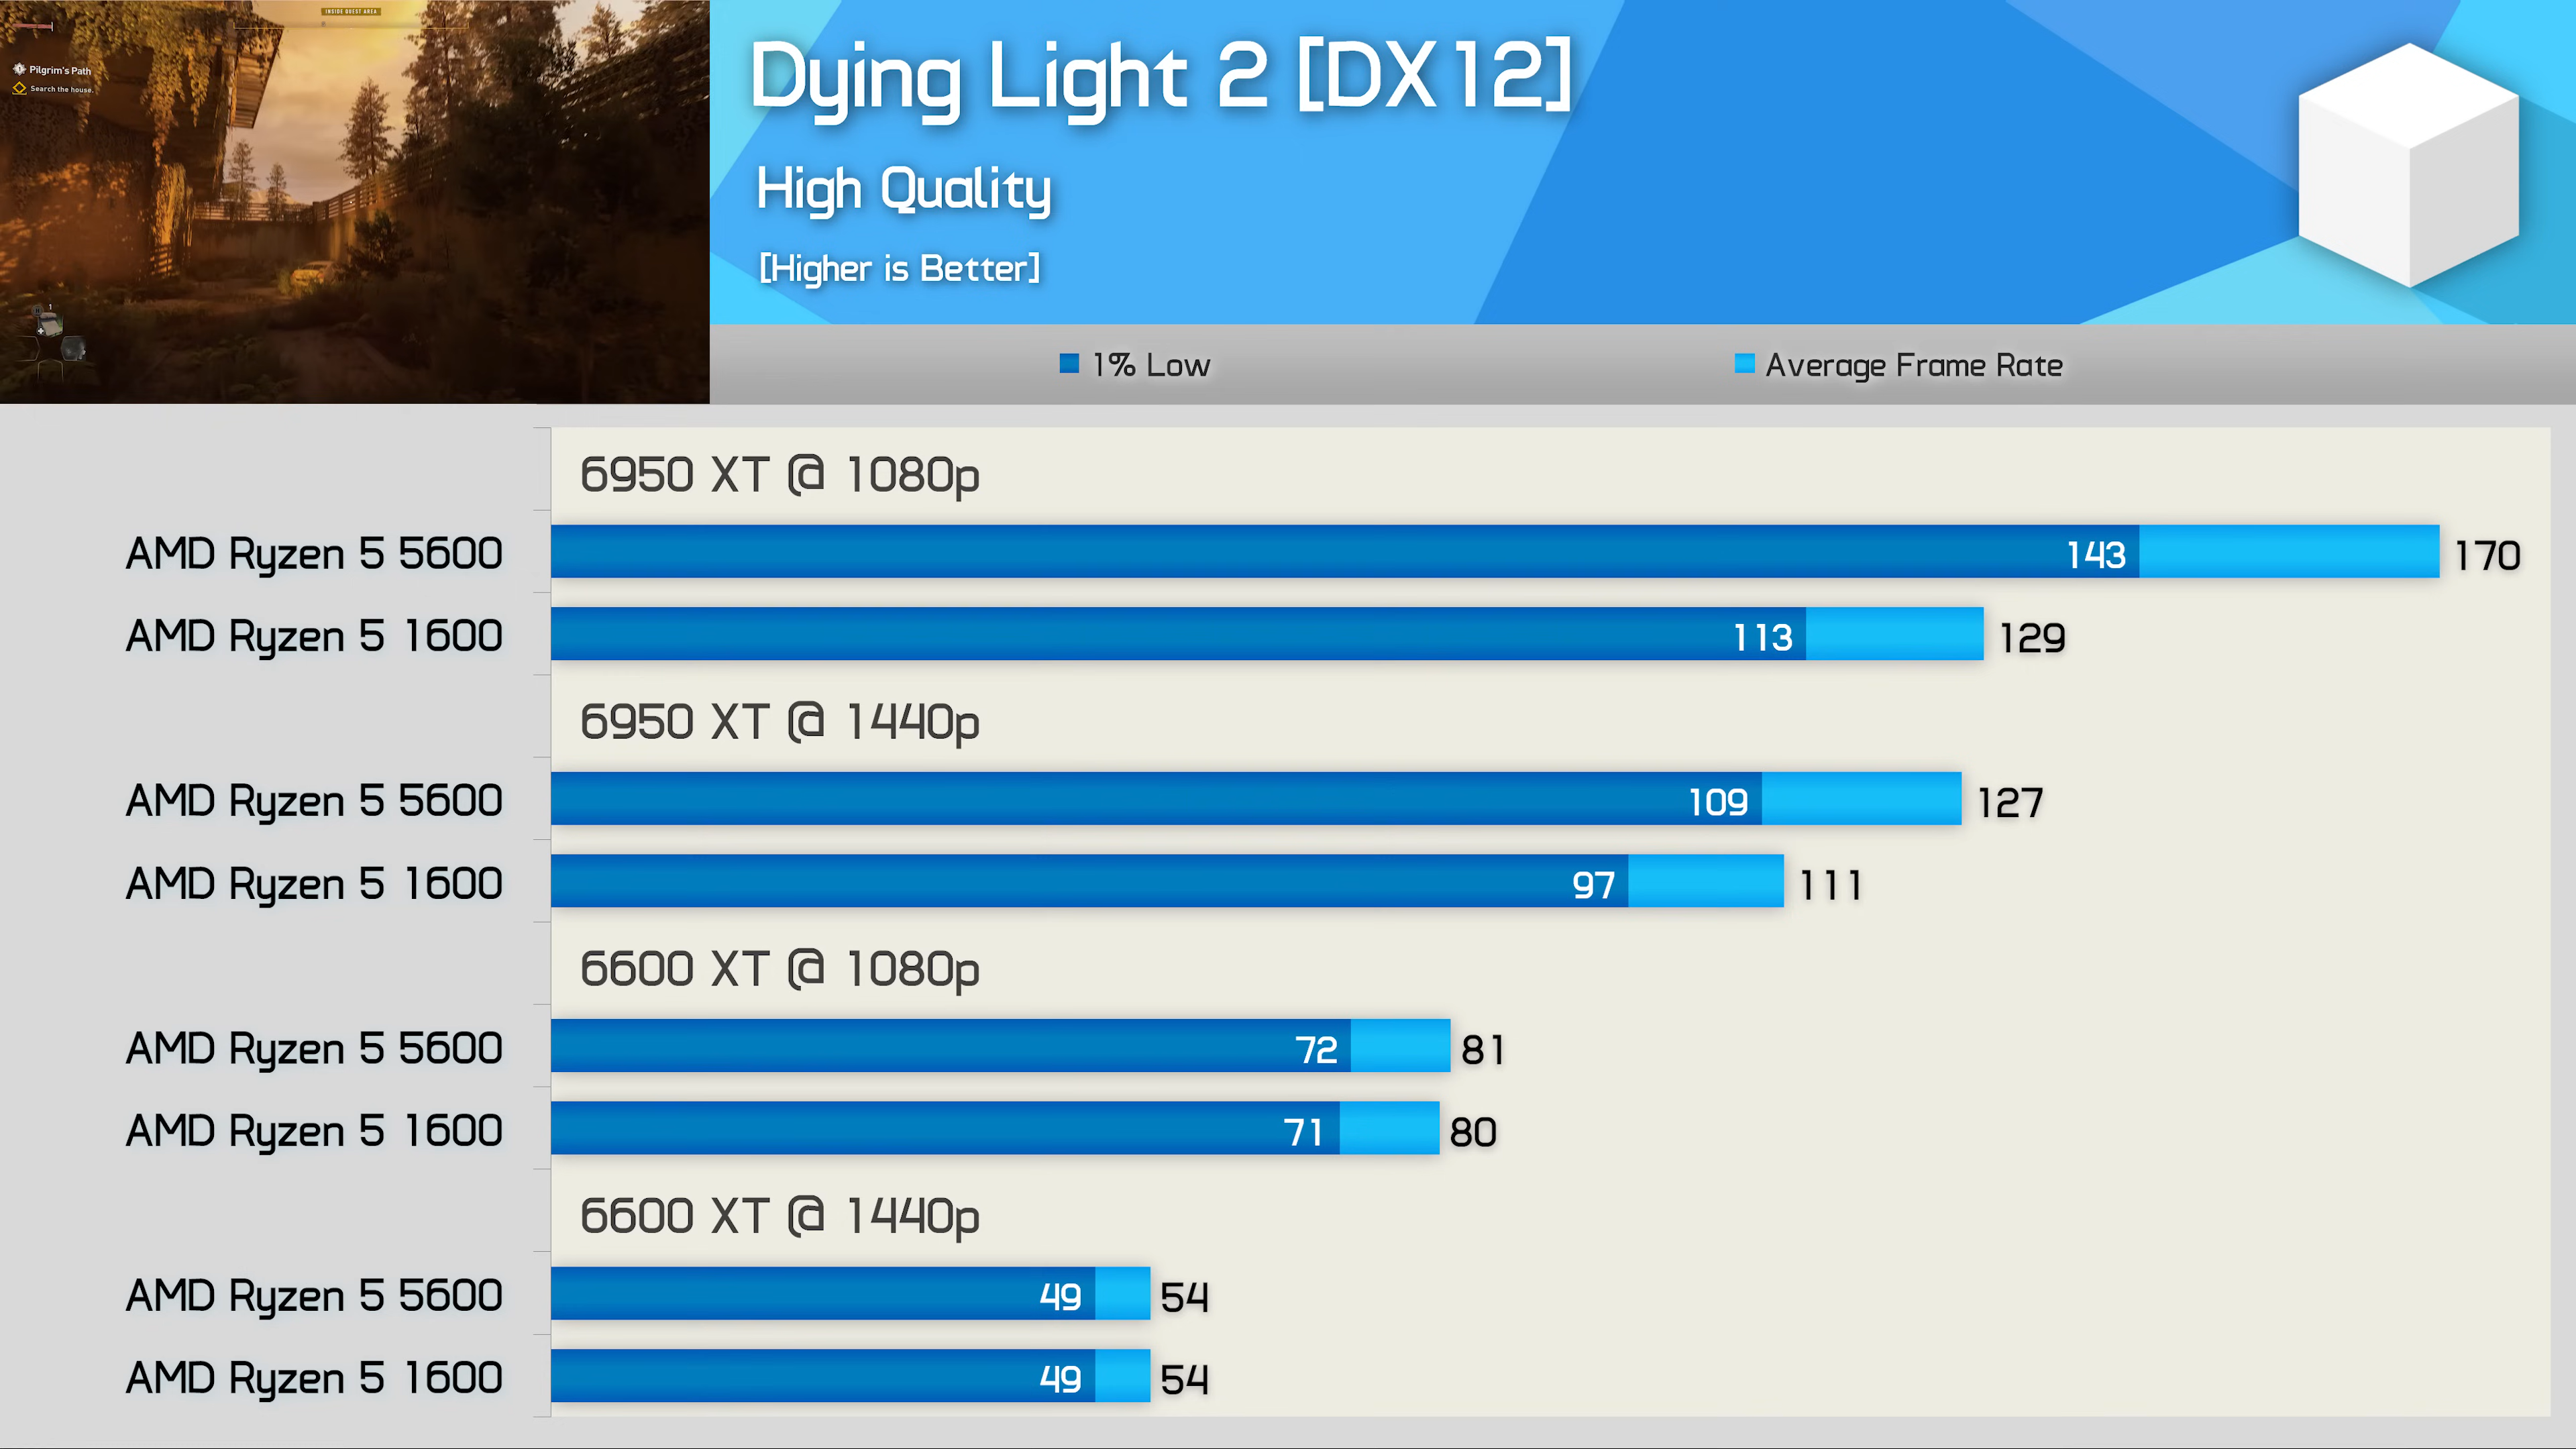 INSIDE QUEST AREA
Pilgrim's Path
Search the house.
1
Dying Light 2 [DX12]
High Quality
[Higher is Better]
1% Low
Average Frame Rate
6950 XT @ 1080p
AMD Ryzen 5 5600 143 170
AMD Ryzen 5 1600 113 129
6950 XT @ 1440p
AMD Ryzen 5 5600 109 127
AMD Ryzen 5 1600 97 111
6600 XT @ 1080p
AMD Ryzen 5 5600 72 81
AMD Ryzen 5 1600 71 80
6600 XT @ 1440p
AMD Ryzen 5 5600 49 54
AMD Ryzen 5 1600 49 54